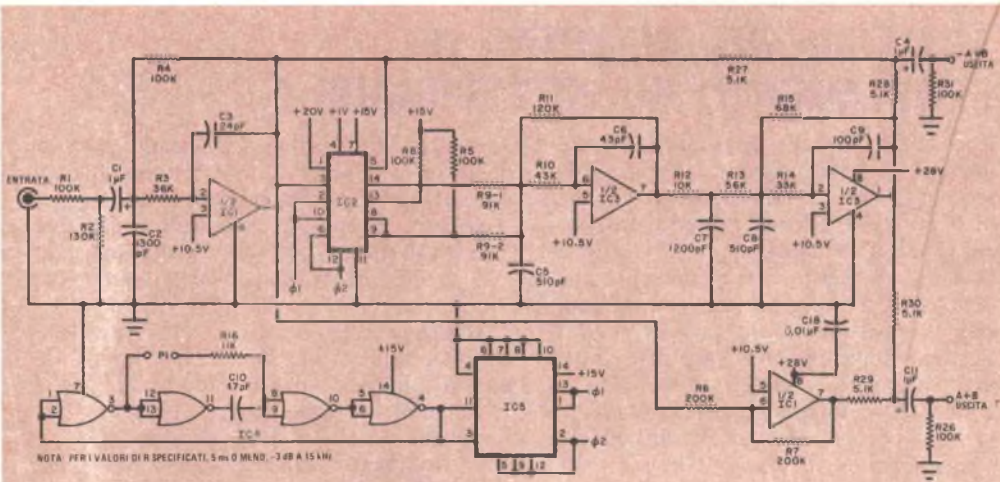 R4
100K
R27
5.1K
C4
1µF
-A+B
USCITA
R28
5.1K
R31
100K
C3
24pF
+20V
+1V
+15V
+15V
R11
120K
R15
68K
ENTRATA
R1
100K
C1
1µF
R3
36K
R2
130K
C2
1300
pF
1/2
IC1
+10.5V
IC2
R8
100K
R5
100K
R9-1
91K
R9-2
91K
C5
510pF
R10
43K
C6
43pF
1/2
IC3
+10.5V
R12
10K
R13
56K
R14
33K
C7
1200pF
C8
510pF
C9
100pF
1/2
IC3
+28V
+10.5V
ϕ1
ϕ2
R30
5.1K
C18
0,01µF
P1
R16
11K
C10
47pF
IC4
+15V
IC5
+15V
ϕ1
ϕ2
R6
200K
+10.5V
+28V
1/2
IC1
R7
200K
R29
5.1K
C11
1µF
A+B
USCITA
R26
100K
NOTA: PER I VALORI DI R SPECIFICATI, 5 ms O MENO, -3 dB A 15 kHz